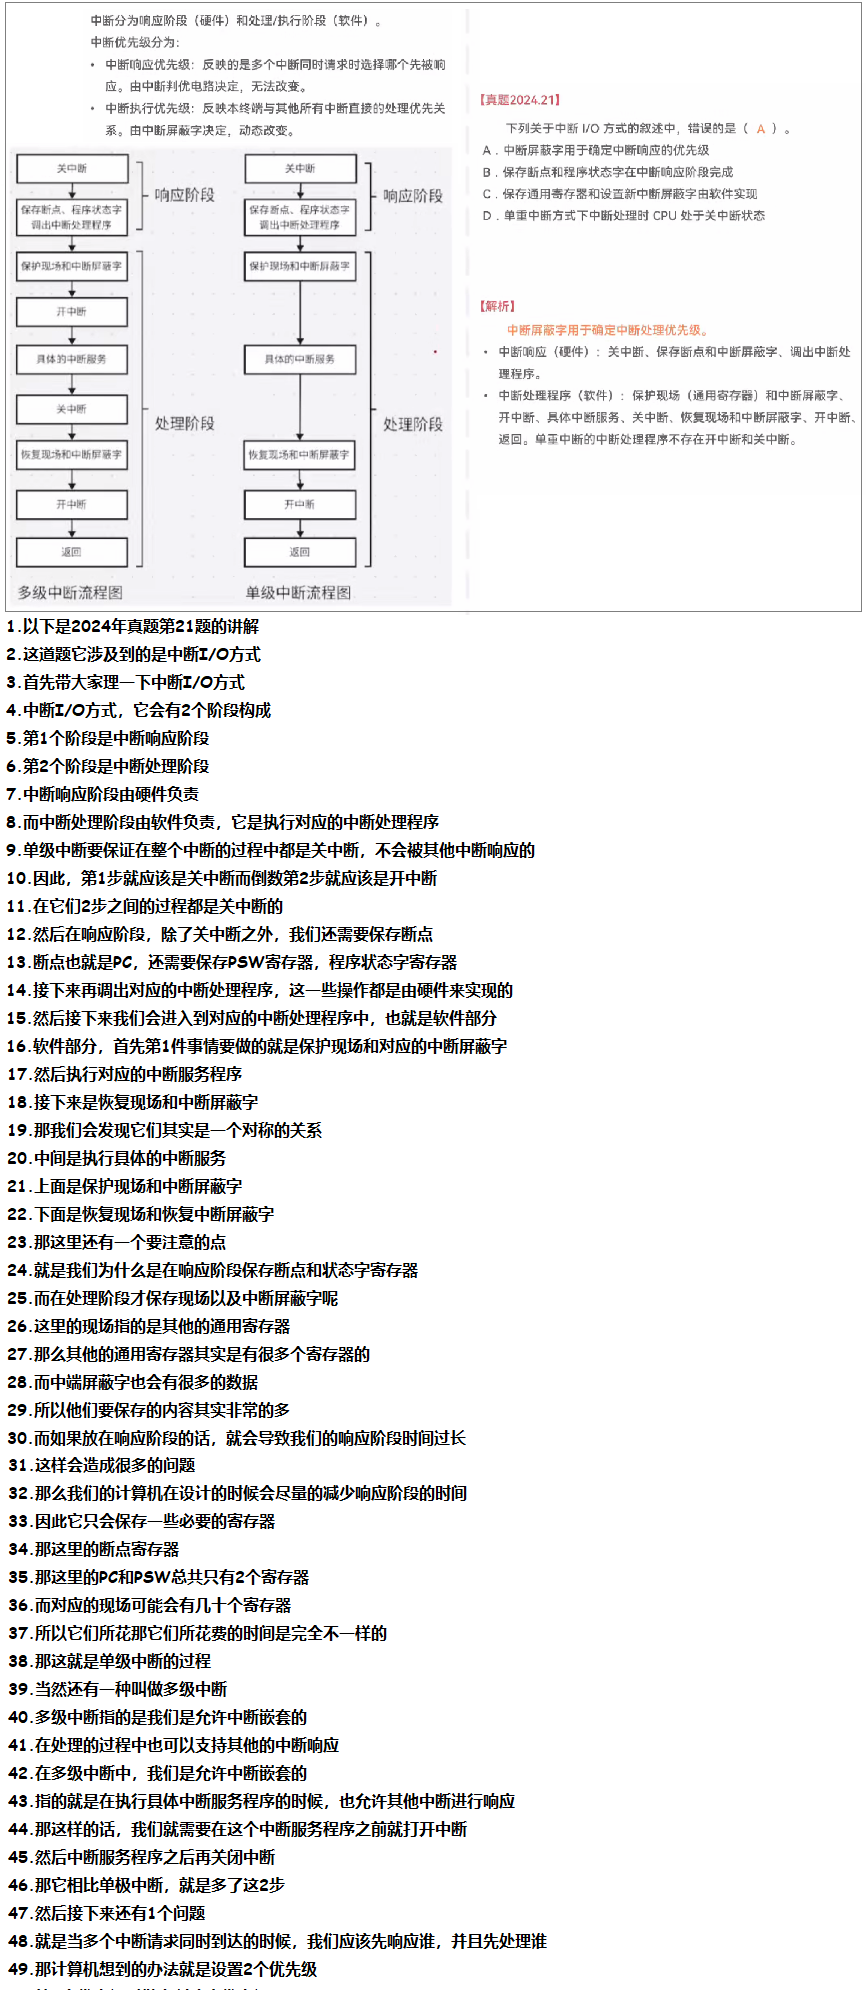 中断分为响应阶段（硬件）和处理/执行阶段（软件）。
中断优先级分为：
• 中断响应优先级：反映的是多个中断同时请求时选择哪个先被响
应。由中断判优电路决定，无法改变。
• 中断执行优先级：反映本终端与其他所有中断直接的处理优先关
系。由中断屏蔽字决定，动态改变。
关中断
保存断点、程序状态字
调出中断处理程序
保护现场和中断屏蔽字
开中断
具体的中断服务
关中断
恢复现场和中断屏蔽字
开中断
返回
响应阶段
处理阶段
多级中断流程图
关中断
保存断点、程序状态字
调出中断处理程序
保护现场和中断屏蔽字
具体的中断服务
恢复现场和中断屏蔽字
开中断
返回
响应阶段
处理阶段
单级中断流程图
【真题2024.21】
下列关于中断 I/O 方式的叙述中，错误的是（ A ）。
A．中断屏蔽字用于确定中断响应的优先级
B．保存断点和程序状态字在中断响应阶段完成
C．保存通用寄存器和设置新中断屏蔽字由软件实现
D．单重中断方式下中断处理时 CPU 处于关中断状态
【解析】
中断屏蔽字用于确定中断处理优先级。
• 中断响应（硬件）：关中断、保存断点和中断屏蔽字、调出中断处
理程序。
• 中断处理程序（软件）：保护现场（通用寄存器）和中断屏蔽字、
开中断、具体中断服务、关中断、恢复现场和中断屏蔽字、开中断、
返回。单重中断的中断处理程序不存在开中断和关中断。
1.以下是2024年真题第21题的讲解
2.这道题它涉及到的是中断I/O方式
3.首先带大家理一下中断I/O方式
4.中断I/O方式，它会有2个阶段构成
5.第1个阶段是中断响应阶段
6.第2个阶段是中断处理阶段
7.中断响应阶段由硬件负责
8.而中断处理阶段由软件负责，它是执行对应的中断处理程序
9.单级中断要保证在整个中断的过程中都是关中断，不会被其他中断响应的
10.因此，第1步就应该是关中断而倒数第2步就应该是开中断
11.在它们2步之间的过程都是关中断的
12.然后在响应阶段，除了关中断之外，我们还需要保存断点
13.断点也就是PC，还需要保存PSW寄存器，程序状态字寄存器
14.接下来再调出对应的中断处理程序，这一些操作都是由硬件来实现的
15.然后接下来我们会进入到对应的中断处理程序中，也就是软件部分
16.软件部分，首先第1件事情要做的就是保护现场和对应的中断屏蔽字
17.然后执行对应的中断服务程序
18.接下来是恢复现场和中断屏蔽字
19.那我们会发现它们其实是一个对称的关系
20.中间是执行具体的中断服务
21.上面是保护现场和中断屏蔽字
22.下面是恢复现场和恢复中断屏蔽字
23.那这里还有一个要注意的点
24.就是我们为什么是在响应阶段保存断点和状态字寄存器
25.而在处理阶段才保存现场以及中断屏蔽字呢
26.这里的现场指的是其他的通用寄存器
27.那么其他的通用寄存器其实是有很多个寄存器的
28.而中端屏蔽字也会有很多的数据
29.所以他们要保存的内容其实非常的多
30.而如果放在响应阶段的话，就会导致我们的响应阶段时间过长
31.这样会造成很多的问题
32.那么我们的计算机在设计的时候会尽量的减少响应阶段的时间
33.因此它只会保存一些必要的寄存器
34.那这里的断点寄存器
35.那这里的PC和PSW总共只有2个寄存器
36.而对应的现场可能会有几十个寄存器
37.所以它们所花那它们所花费的时间是完全不一样的
38.那这就是单级中断的过程
39.当然还有一种叫做多级中断
40.多级中断指的是我们是允许中断嵌套的
41.在处理的过程中也可以支持其他的中断响应
42.在多级中断中，我们是允许中断嵌套的
43.指的就是在执行具体中断服务程序的时候，也允许其他中断进行响应
44.那这样的话，我们就需要在这个中断服务程序之前就打开中断
45.然后中断服务程序之后再关闭中断
46.那它相比单极中断，就是多了这2步
47.然后接下来还有1个问题
48.就是当多个中断请求同时到达的时候，我们应该先响应谁，并且先处理谁
49.那计算机想到的办法就是设置2个优先级